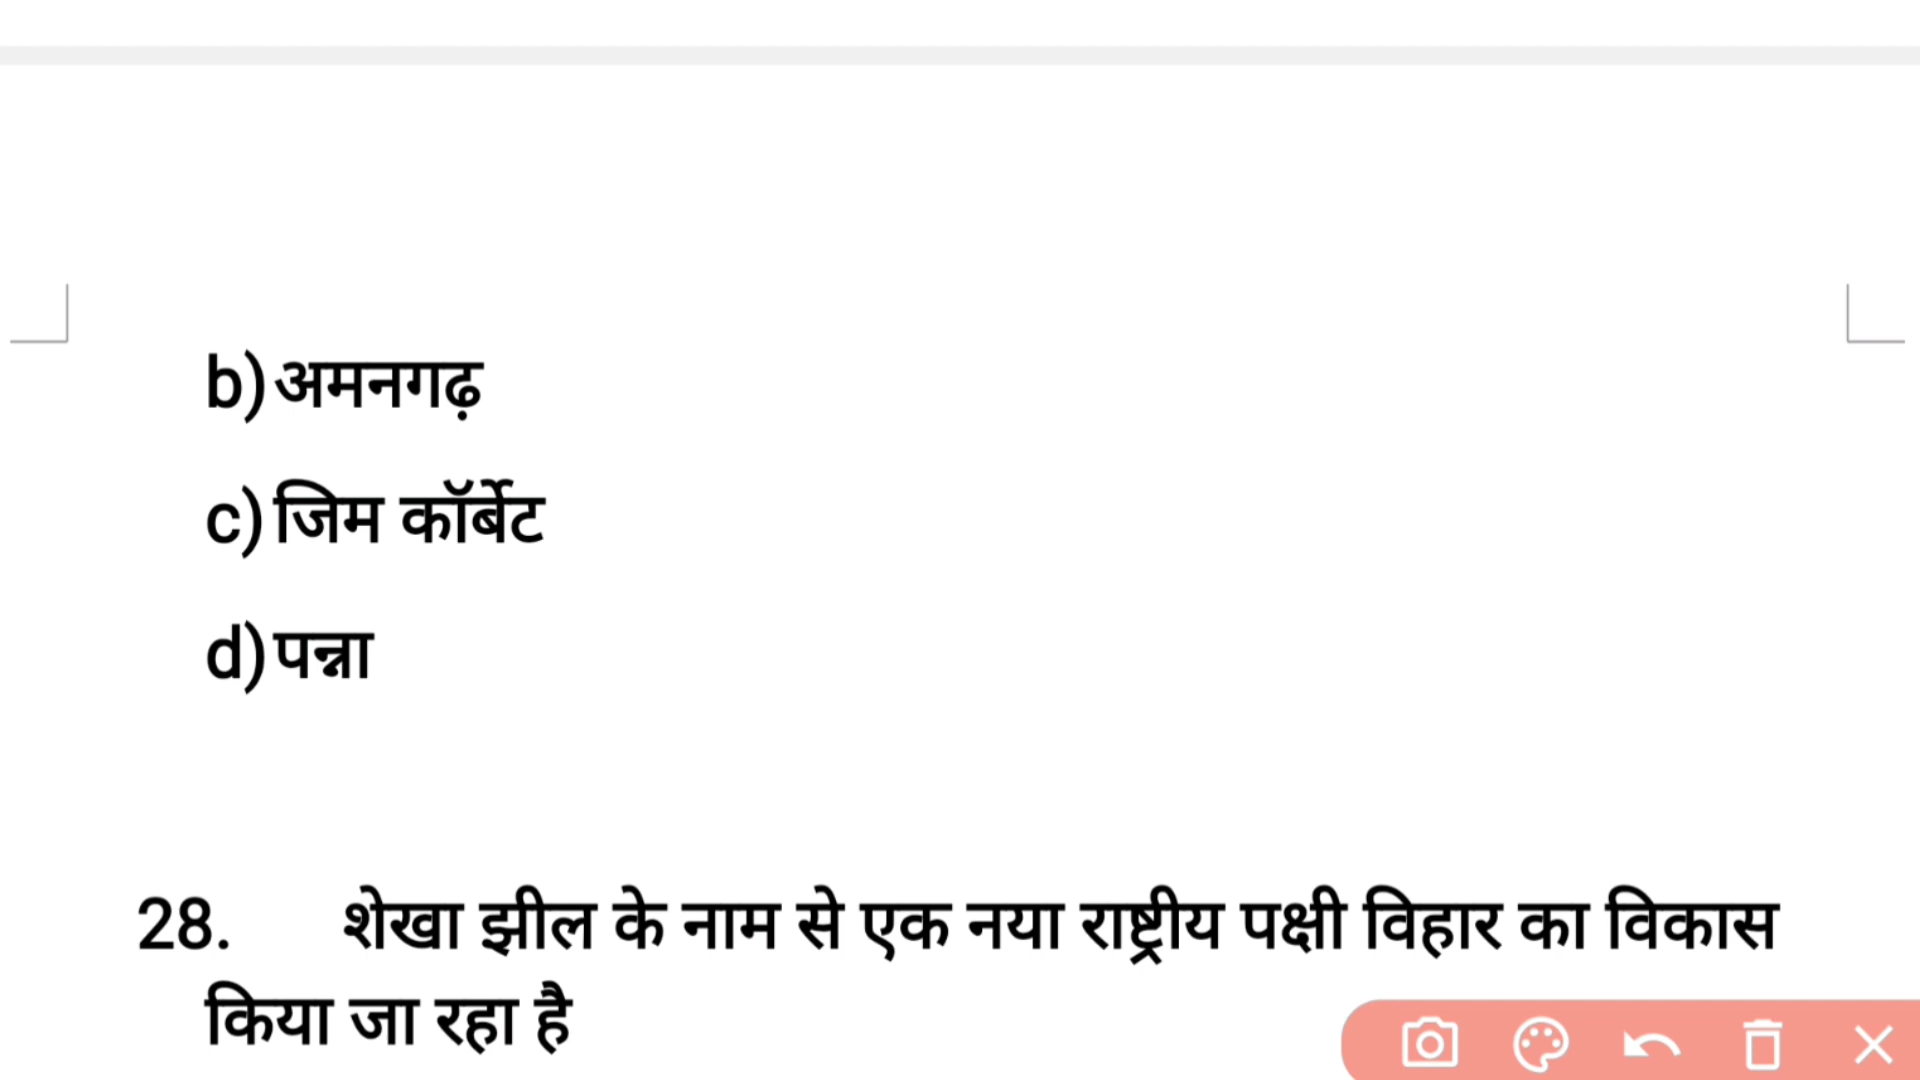 b) अमनगढ़
c) जिम कॉर्बेट
d) पन्ना
28. शेखा झील के नाम से एक नया राष्ट्रीय पक्षी विहार का विकास
किया जा रहा है